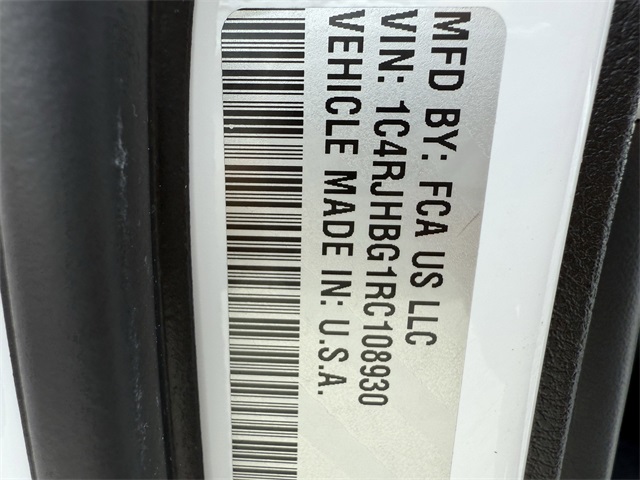 MFD BY: FCA US LLC
VIN: 1C4RJHBG1RC108930
VEHICLE MADE IN: U.S.A.